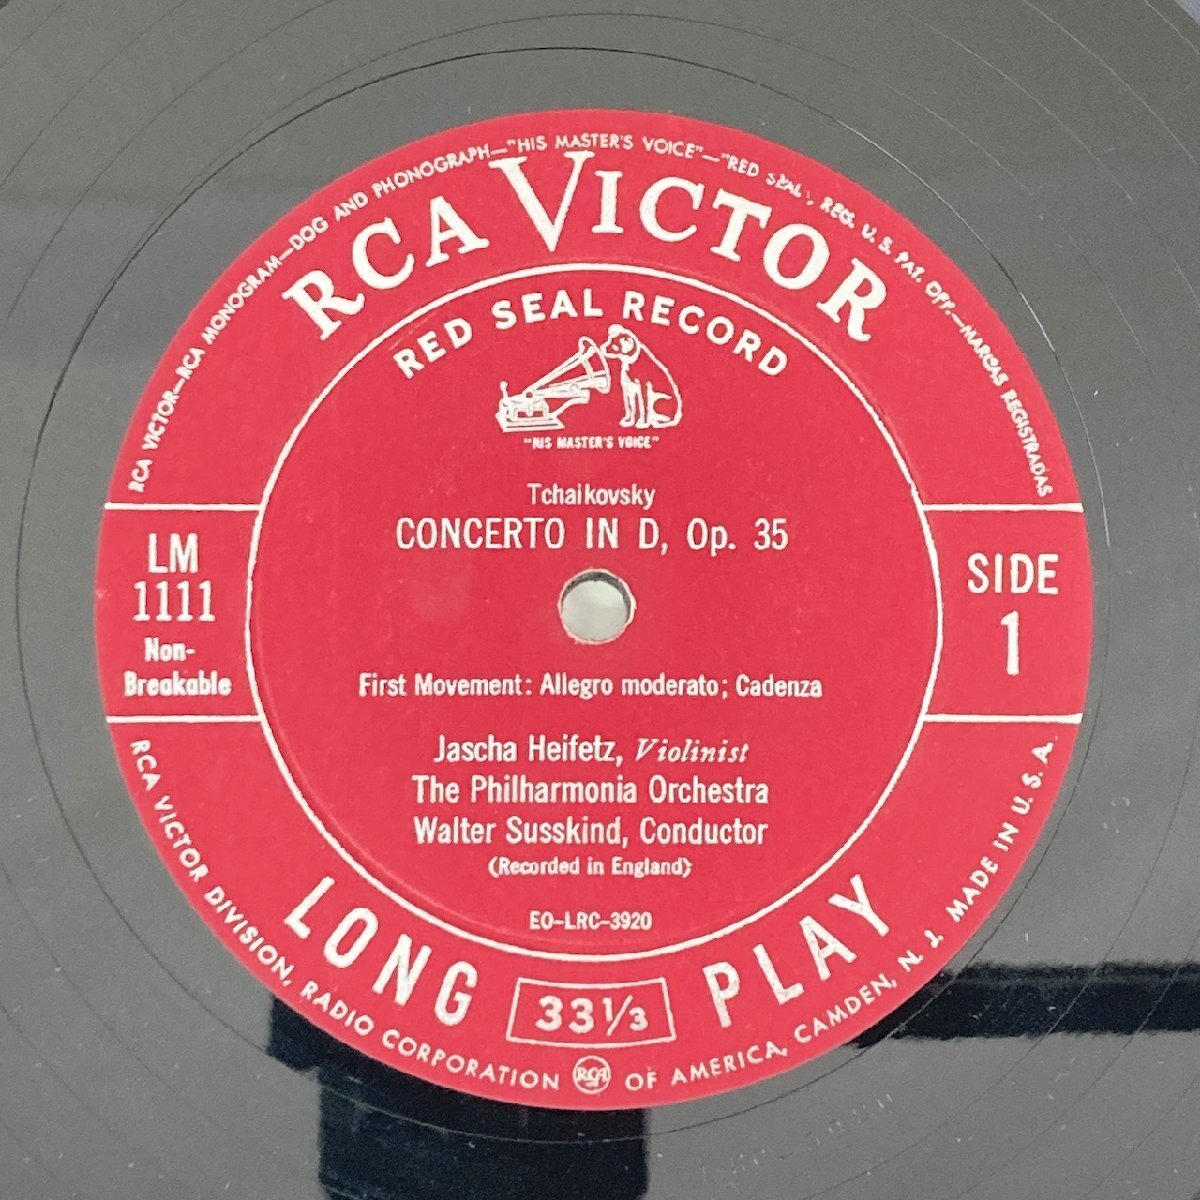 RCA VICTOR—RCA MONOGRAM—DOG AND PHONOGRAPH—"HIS MASTER'S VOICE"—"RED SEAL", REG. U. S. PAT. OFF.—MARCAS REGISTRADAS
RCA VICTOR
RED SEAL RECORD
"HIS MASTER'S VOICE"
Tchaikovsky
CONCERTO IN D, Op. 35
LM
1111
Non-
Breakable
SIDE
1
First Movement: Allegro moderato; Cadenza
Jascha Heifetz, Violinist
The Philharmonia Orchestra
Walter Susskind, Conductor
(Recorded in England)
EO-LRC-3920
LONG 33 1/3 PLAY
RCA VICTOR DIVISION, RADIO CORPORATION RCA OF AMERICA, CAMDEN, N. J. MADE IN U. S. A.